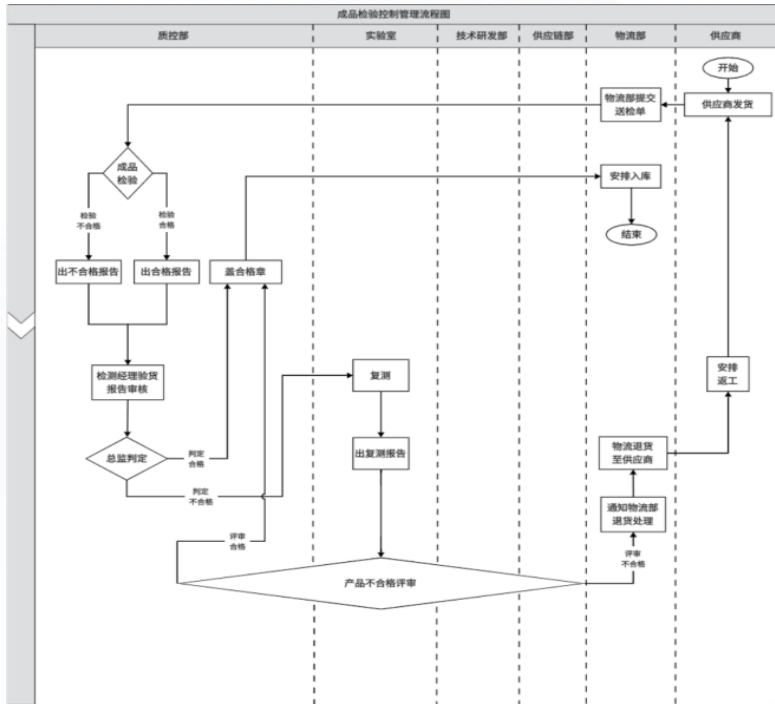 成品检验控制管理流程图
质控部
实验室
技术研发部
供应链部
物流部
供应商
开始
物流部提交
送检单
供应商发货
成品
检验
安排入库
检验
不合格
检验
合格
结束
出不合格报告
出合格报告
盖合格章
检测经理验货
报告审核
复测
安排
返工
总监判定
判定
合格
出复测报告
物流退货
至供应商
判定
不合格
通知物流部
退货处理
评审
合格
评审
不合格
产品不合格评审